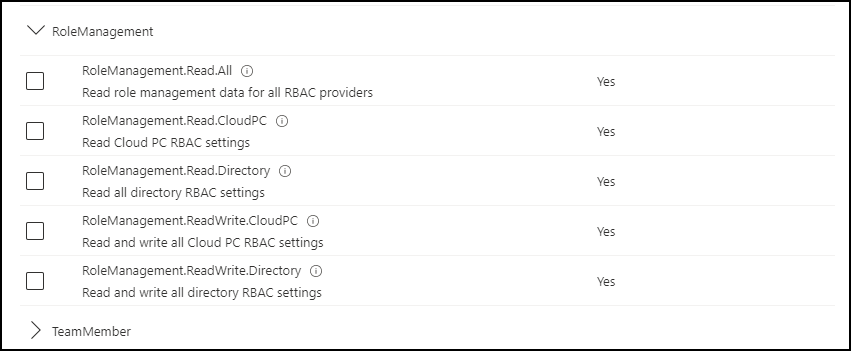 RoleManagement
RoleManagement.Read.All
Read role management data for all RBAC providers
Yes
RoleManagement.Read.CloudPC
Read Cloud PC RBAC settings
Yes
RoleManagement.Read.Directory
Read all directory RBAC settings
Yes
RoleManagement.ReadWrite.CloudPC
Read and write all Cloud PC RBAC settings
Yes
RoleManagement.ReadWrite.Directory
Read and write all directory RBAC settings
Yes
TeamMember